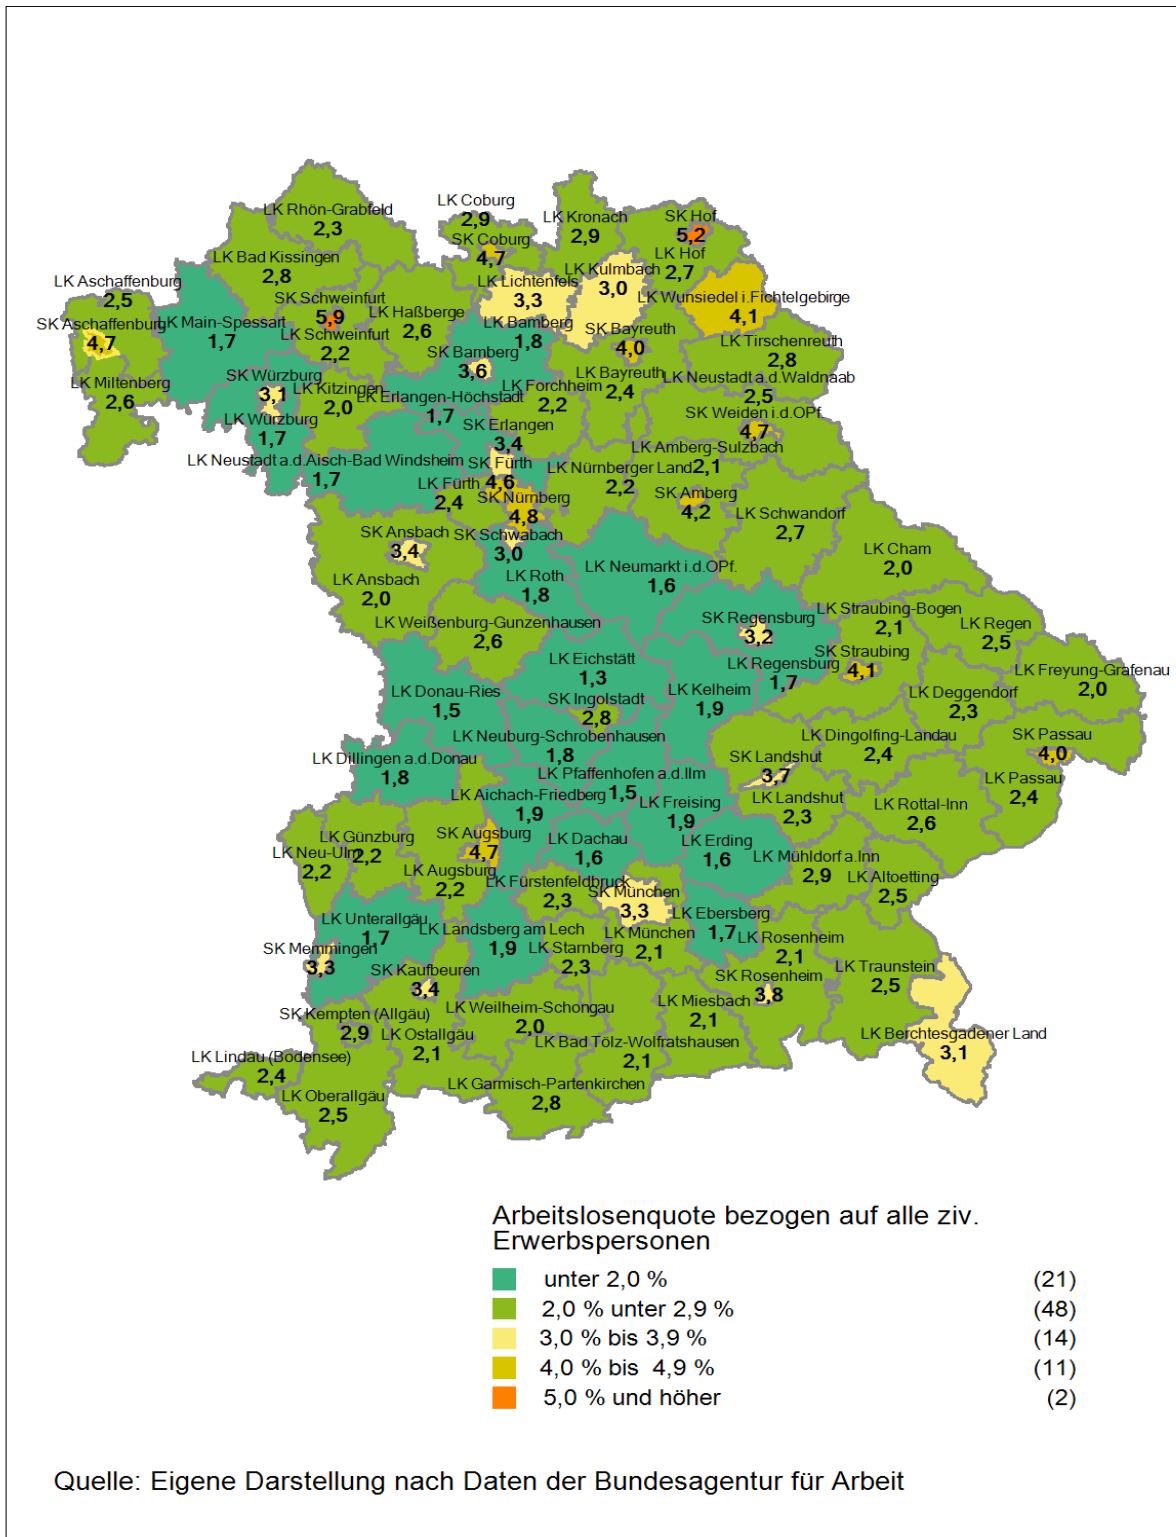 LK Rhön-Grabfeld
2,3
LK Coburg
2,9
LK Kronach
2,9
SK Hof
5,2
SK Coburg
4,7
LK Hof
2,7
LK Bad Kissingen
2,8
LK Kulmbach
3,0
LK Lichtenfels
3,3
LK Aschaffenburg
2,5
SK Schweinfurt
5,9
LK Wunsiedel i.Fichtelgebirge
4,1
LK Haßberge
2,6
SK Aschaffenburg
4,7
LK Main-Spessart
1,7
LK Bamberg
1,8
SK Bayreuth
4,0
LK Schweinfurt
2,2
LK Tirschenreuth
2,8
SK Bamberg
3,6
LK Bayreuth
2,4
LK Neustadt a.d.Waldnaab
2,5
SK Würzburg
3,1
LK Miltenberg
2,6
LK Kitzingen
2,0
LK Forchheim
2,2
LK Erlangen-Höchstadt
1,7
SK Weiden i.d.OPf.
4,7
LK Würzburg
1,7
SK Erlangen
3,4
LK Amberg-Sulzbach
2,1
LK Neustadt a.d.Aisch-Bad Windsheim
1,7
SK Fürth
4,6
LK Nürnberger Land
2,2
LK Fürth
2,4
SK Nürnberg
4,8
SK Amberg
4,2
LK Schwandorf
2,7
SK Ansbach
3,4
SK Schwabach
3,0
LK Cham
2,0
LK Neumarkt i.d.OPf.
1,6
LK Roth
1,8
LK Ansbach
2,0
LK Straubing-Bogen
2,1
SK Regensburg
3,2
LK Weißenburg-Gunzenhausen
2,6
LK Regen
2,5
SK Straubing
4,1
LK Eichstätt
1,3
LK Regensburg
1,7
LK Freyung-Grafenau
2,0
LK Donau-Ries
1,5
LK Kelheim
1,9
LK Deggendorf
2,3
SK Ingolstadt
2,8
LK Neuburg-Schrobenhausen
1,8
LK Dingolfing-Landau
2,4
SK Passau
4,0
LK Dillingen a.d.Donau
1,8
SK Landshut
3,7
LK Pfaffenhofen a.d.Ilm
1,5
LK Passau
2,4
LK Aichach-Friedberg
1,9
LK Freising
1,9
LK Landshut
2,3
LK Rottal-Inn
2,6
LK Günzburg
2,2
SK Augsburg
4,7
LK Dachau
1,6
LK Erding
1,6
LK Neu-Ulm
2,2
LK Mühldorf a.Inn
2,9
LK Augsburg
2,2
LK Altoetting
2,5
LK Fürstenfeldbruck
2,3
SK München
3,3
LK Unterallgäu
1,7
LK Landsberg am Lech
1,9
LK Ebersberg
1,7
LK München
2,1
LK Rosenheim
2,1
SK Memmingen
3,3
LK Starnberg
2,3
LK Traunstein
2,5
SK Kaufbeuren
3,4
SK Rosenheim
3,8
LK Miesbach
2,1
LK Weilheim-Schongau
2,0
SK Kempten (Allgäu)
2,9
LK Berchtesgadener Land
3,1
LK Ostallgäu
2,1
LK Bad Tölz-Wolfratshausen
2,1
LK Lindau (Bodensee)
2,4
LK Garmisch-Partenkirchen
2,8
LK Oberallgäu
2,5
Arbeitslosenquote bezogen auf alle ziv.
Erwerbspersonen
unter 2,0 % (21)
2,0 % unter 2,9 % (48)
3,0 % bis 3,9 % (14)
4,0 % bis 4,9 % (11)
5,0 % und höher (2)
Quelle: Eigene Darstellung nach Daten der Bundesagentur für Arbeit